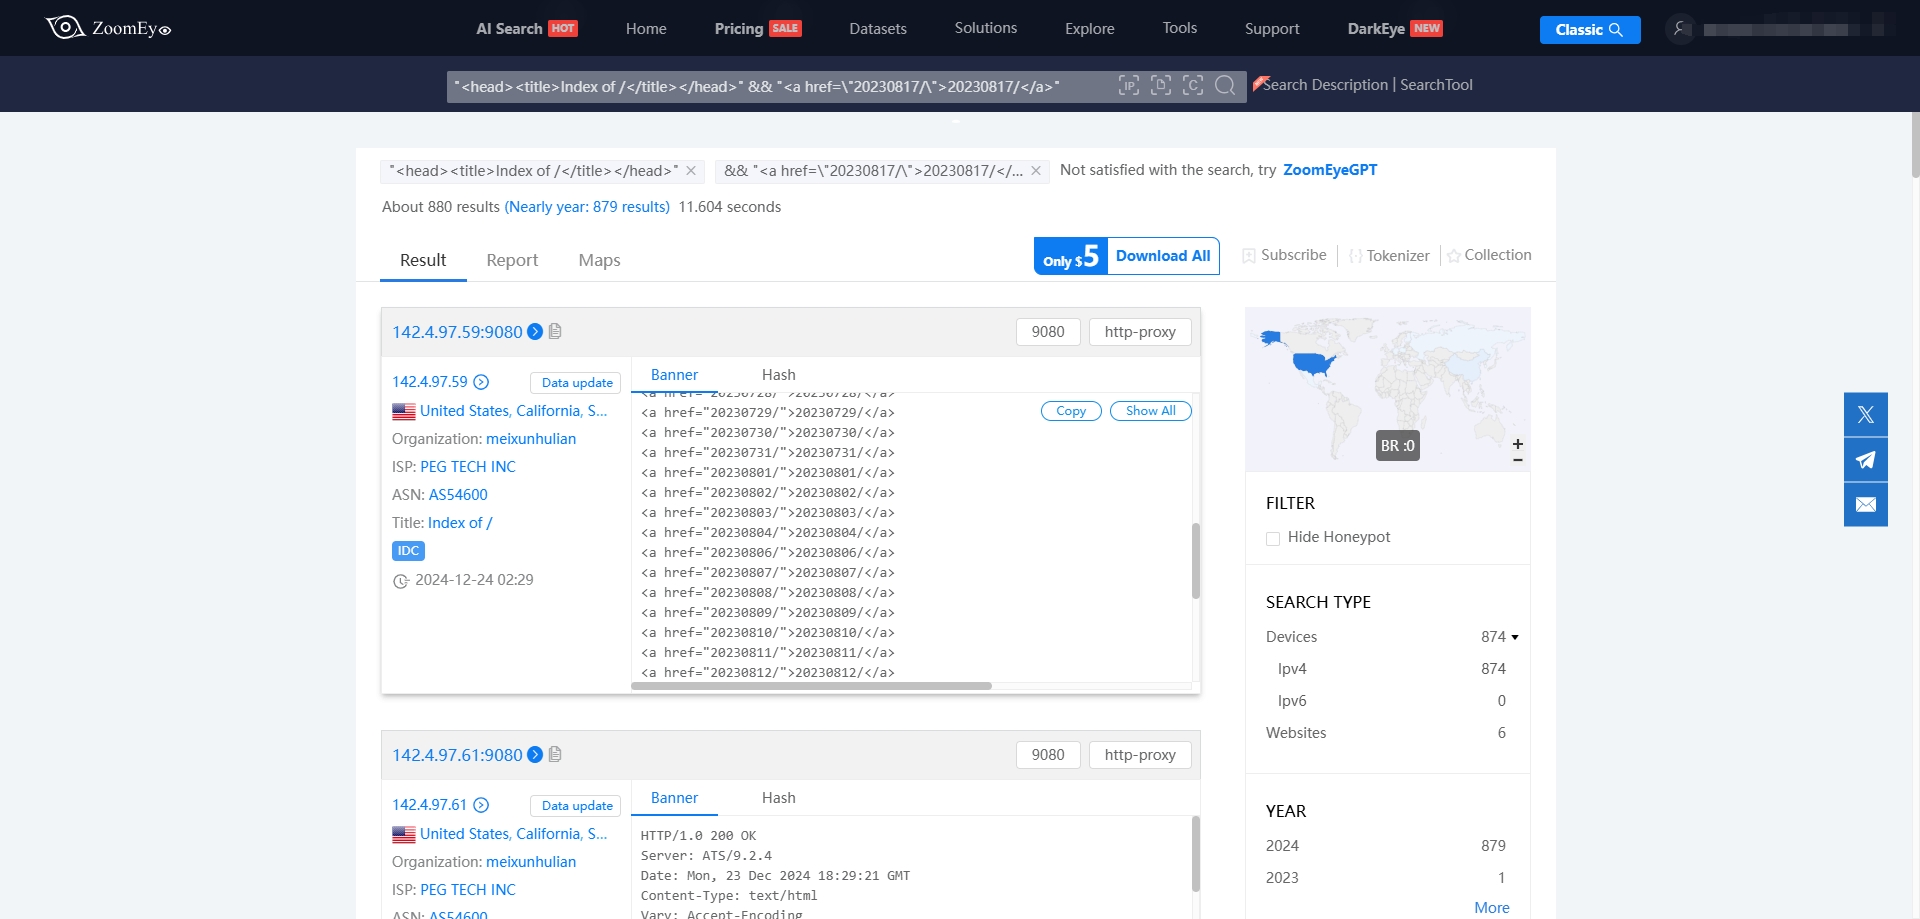 ZoomEye
AI Search HOT Home Pricing SALE Datasets Solutions Explore Tools Support DarkEye NEW Classic
"<head><title>Index of /</title></head>" && "<a href=\"20230817/\">20230817/</a>" IP C Search Description | SearchTool
"<head><title>Index of /</title></head>" × && "<a href=\"20230817/\">20230817/</... × Not satisfied with the search, try ZoomEyeGPT
About 880 results (Nearly year: 879 results) 11.604 seconds
Result Report Maps Only $5 Download All Subscribe Tokenizer Collection
142.4.97.59:9080 9080 http-proxy
142.4.97.59 Data update
United States, California, S...
Organization: meixunhulian
ISP: PEG TECH INC
ASN: AS54600
Title: Index of /
IDC
2024-12-24 02:29
Banner Hash
<a href="20230728/">20230728/</a>
<a href="20230729/">20230729/</a>
Copy Show All
<a href="20230730/">20230730/</a>
<a href="20230731/">20230731/</a>
<a href="20230801/">20230801/</a>
<a href="20230802/">20230802/</a>
<a href="20230803/">20230803/</a>
<a href="20230804/">20230804/</a>
<a href="20230806/">20230806/</a>
<a href="20230807/">20230807/</a>
<a href="20230808/">20230808/</a>
<a href="20230809/">20230809/</a>
<a href="20230810/">20230810/</a>
<a href="20230811/">20230811/</a>
<a href="20230812/">20230812/</a>
142.4.97.61:9080 9080 http-proxy
142.4.97.61 Data update
United States, California, S...
Organization: meixunhulian
ISP: PEG TECH INC
ASN: AS54600
Banner Hash
HTTP/1.0 200 OK
Server: ATS/9.2.4
Date: Mon, 23 Dec 2024 18:29:21 GMT
Content-Type: text/html
Vary: Accept-Encoding
BR :0
+
−
FILTER
Hide Honeypot
SEARCH TYPE
Devices 874
Ipv4 874
Ipv6 0
Websites 6
YEAR
2024 879
2023 1
More